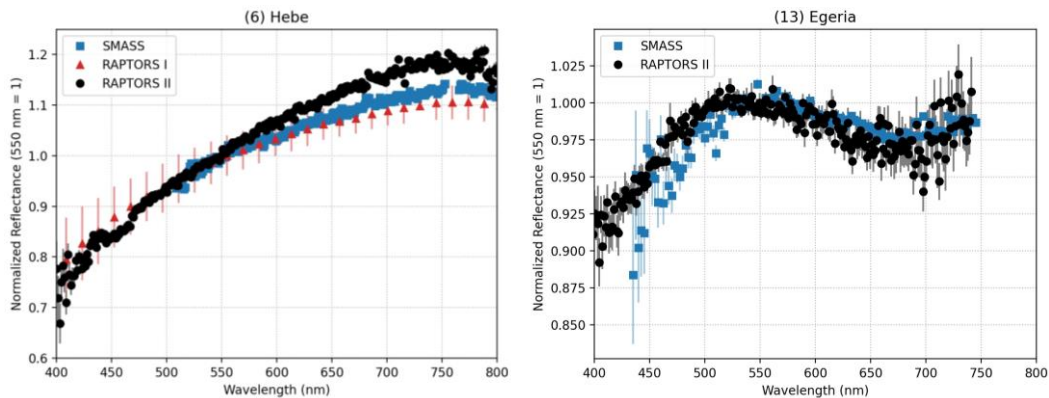 (6) Hebe
SMASS
RAPTORS I
RAPTORS II
1.2
1.1
1.0
0.9
0.8
0.7
0.6
Normalized Reflectance (550 nm = 1)
400 450 500 550 600 650 700 750 800
Wavelength (nm)
(13) Egeria
SMASS
RAPTORS II
1.025
1.000
0.975
0.950
0.925
0.900
0.875
0.850
Normalized Reflectance (550 nm = 1)
400 450 500 550 600 650 700 750 800
Wavelength (nm)